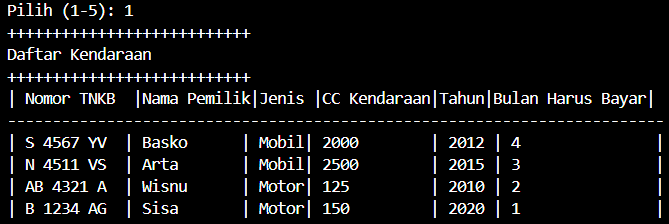 Pilih (1-5): 1
+++++++++++++++++++++++++++
Daftar Kendaraan
+++++++++++++++++++++++++++
| Nomor TNKB  |Nama Pemilik|Jenis |CC Kendaraan|Tahun|Bulan Harus Bayar|
-------------------------------------------------------------------------
| S 4567 YV  | Basko      | Mobil| 2000        | 2012 | 4               |
| N 4511 VS  | Arta       | Mobil| 2500        | 2015 | 3               |
| AB 4321 A  | Wisnu      | Motor| 125         | 2010 | 2               |
| B 1234 AG  | Sisa       | Motor| 150         | 2020 | 1               |